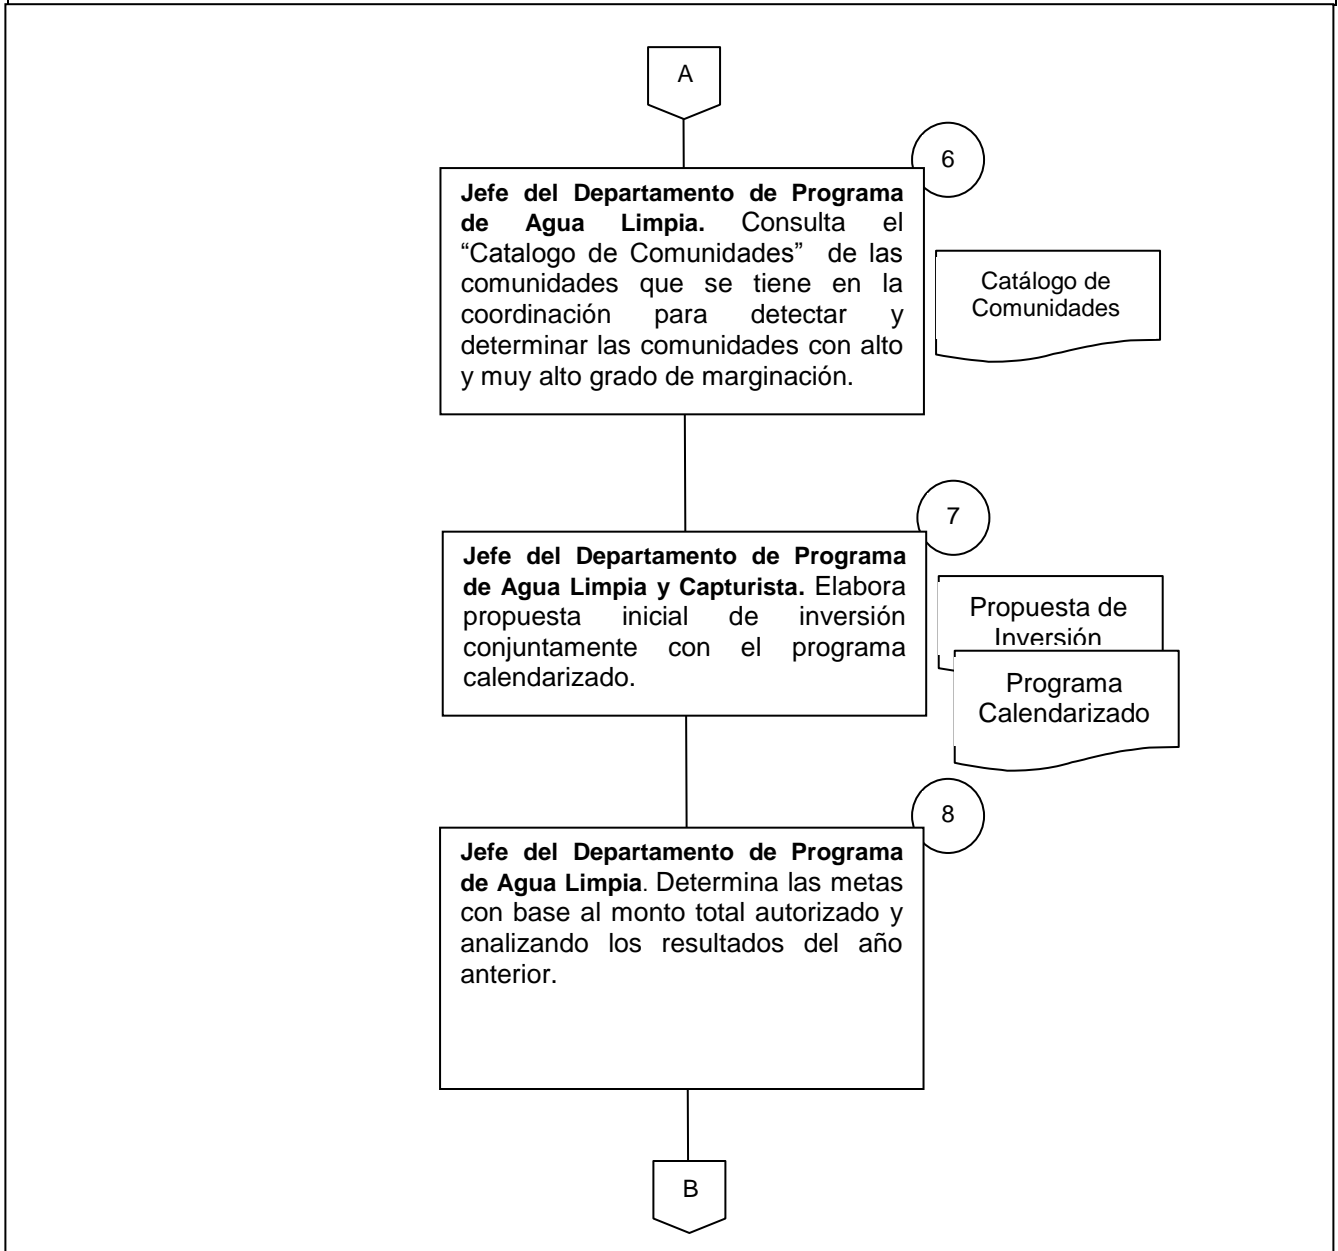 A
6
Jefe del Departamento de Programa
de Agua Limpia. Consulta el
“Catalogo de Comunidades” de las
comunidades que se tiene en la
coordinación para detectar y
determinar las comunidades con alto
y muy alto grado de marginación.
Catálogo de
Comunidades
7
Jefe del Departamento de Programa
de Agua Limpia y Capturista. Elabora
propuesta inicial de inversión
conjuntamente con el programa
calendarizado.
Propuesta de
Inversión
Programa
Calendarizado
8
Jefe del Departamento de Programa
de Agua Limpia. Determina las metas
con base al monto total autorizado y
analizando los resultados del año
anterior.
B